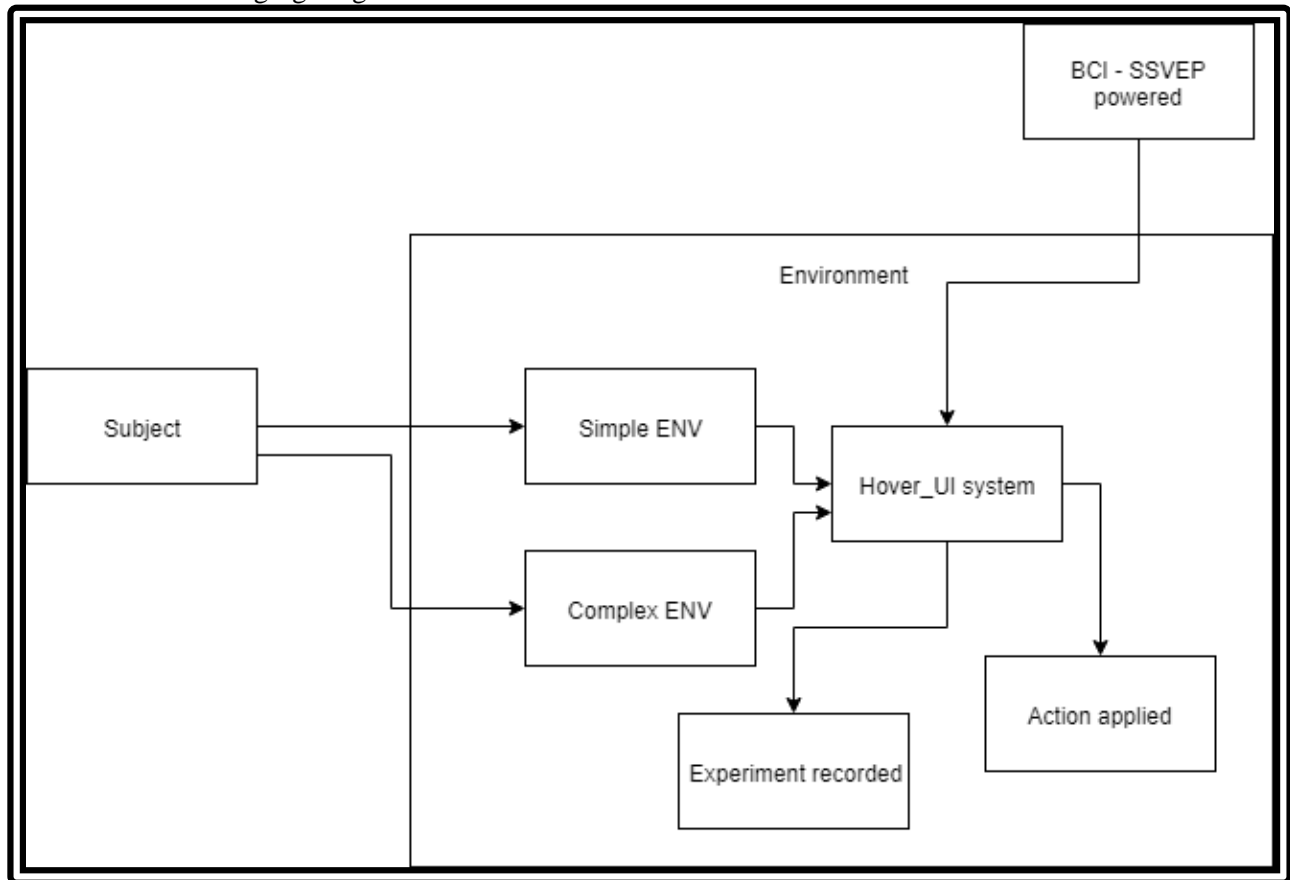 BCI - SSVEP
powered
Environment
Subject
Simple ENV
Hover_UI system
Complex ENV
Action applied
Experiment recorded